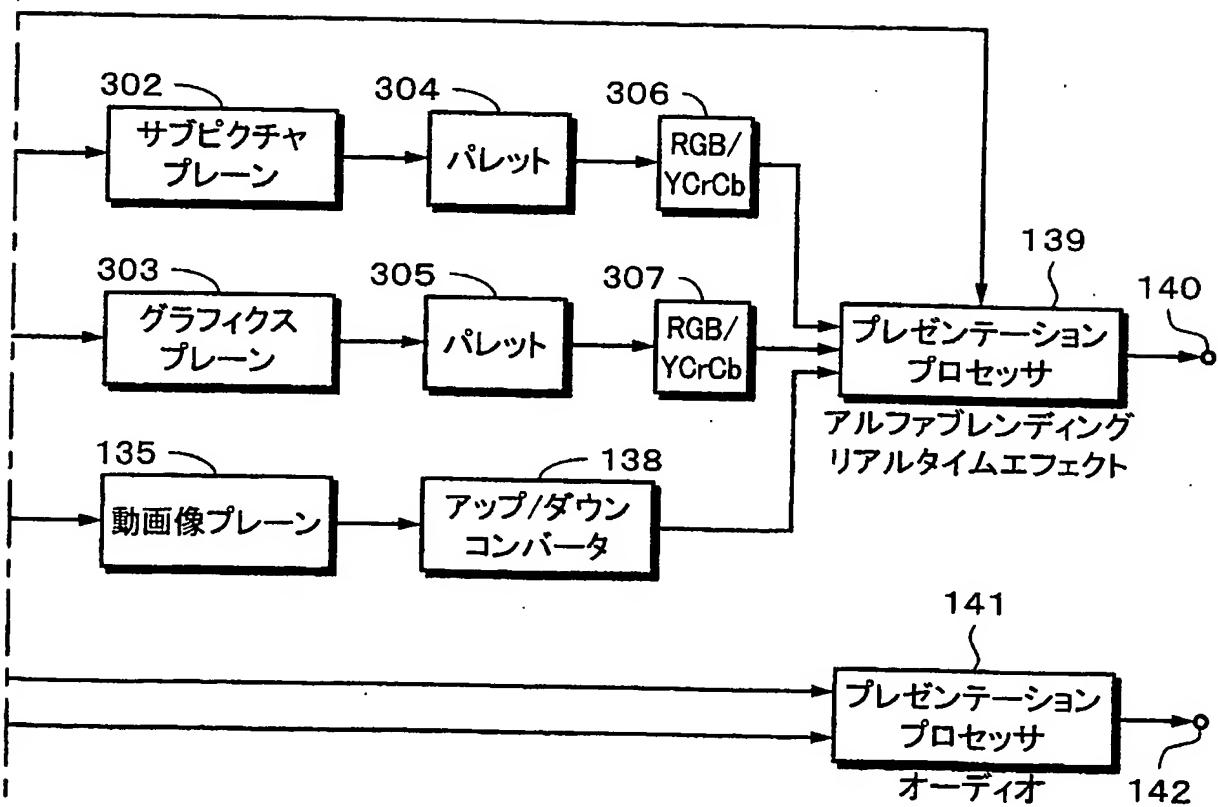 302
サブピクチャ
プレーン
304
パレット
306
RGB/
YCrCb
303
グラフィクス
プレーン
305
パレット
307
RGB/
YCrCb
139
プレゼンテーション
プロセッサ
アルファブレンディング
リアルタイムエフェクト
140
135
動画像プレーン
138
アップ/ダウン
コンバータ
141
プレゼンテーション
プロセッサ
オーディオ
142